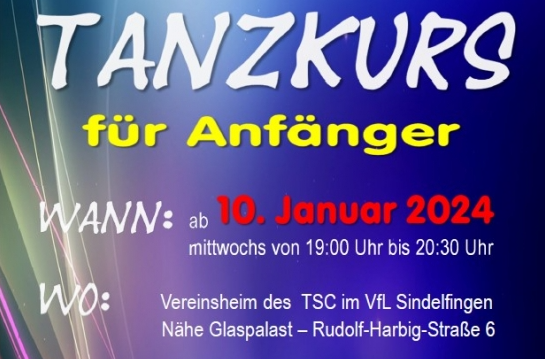 TANZKURS
für Anfänger
WANN: ab 10. Januar 2024
mittwochs von 19:00 Uhr bis 20:30 Uhr
WO: Vereinsheim des TSC im VfL Sindelfingen
Nähe Glaspalast – Rudolf-Harbig-Straße 6